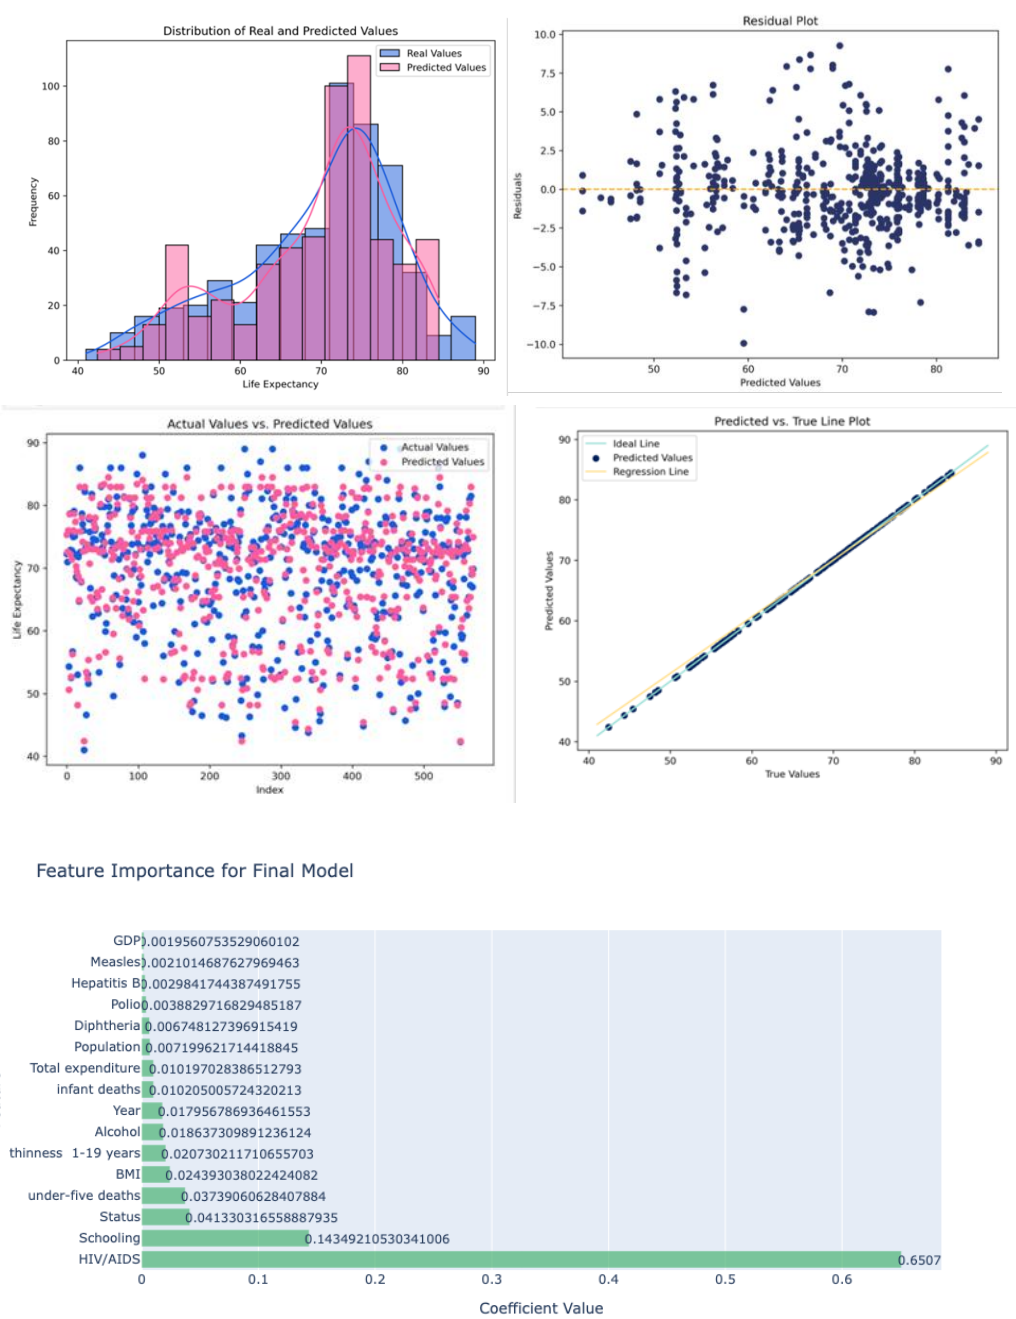 Distribution of Real and Predicted Values
Real Values
Predicted Values
Frequency
100
80
60
40
20
0
40 50 60 70 80 90
Life Expectancy
Residual Plot
Residuals
10.0
7.5
5.0
2.5
0.0
−2.5
−5.0
−7.5
−10.0
50 60 70 80
Predicted Values
Actual Values vs. Predicted Values
Actual Values
Predicted Values
Life Expectancy
90
80
70
60
50
40
0 100 200 300 400 500
Index
Predicted vs. True Line Plot
Ideal Line
Predicted Values
Regression Line
Predicted Values
90
80
70
60
50
40
40 50 60 70 80 90
True Values
Feature Importance for Final Model
GDP 0.0019560753529060102
Measles 0.0021014687627969463
Hepatitis B 0.0029841744387491755
Polio 0.0038829716829485187
Diphtheria 0.006748127396915419
Population 0.007199621714418845
Total expenditure 0.010197028386512793
infant deaths 0.010205005724320213
Year 0.017956786936461553
Alcohol 0.018637309891236124
thinness 1-19 years 0.020730211710655703
BMI 0.024393038022424082
under-five deaths 0.03739060628407884
Status 0.041330316558887935
Schooling 0.14349210530341006
HIV/AIDS 0.6507
0 0.1 0.2 0.3 0.4 0.5 0.6
Coefficient Value